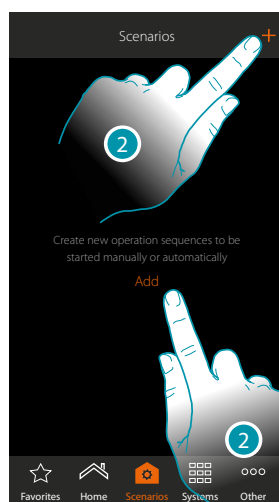 Scenarios
+
2
Create new operation sequences to be
started manually or automatically
Add
2
Favorites Home Scenarios Systems Other